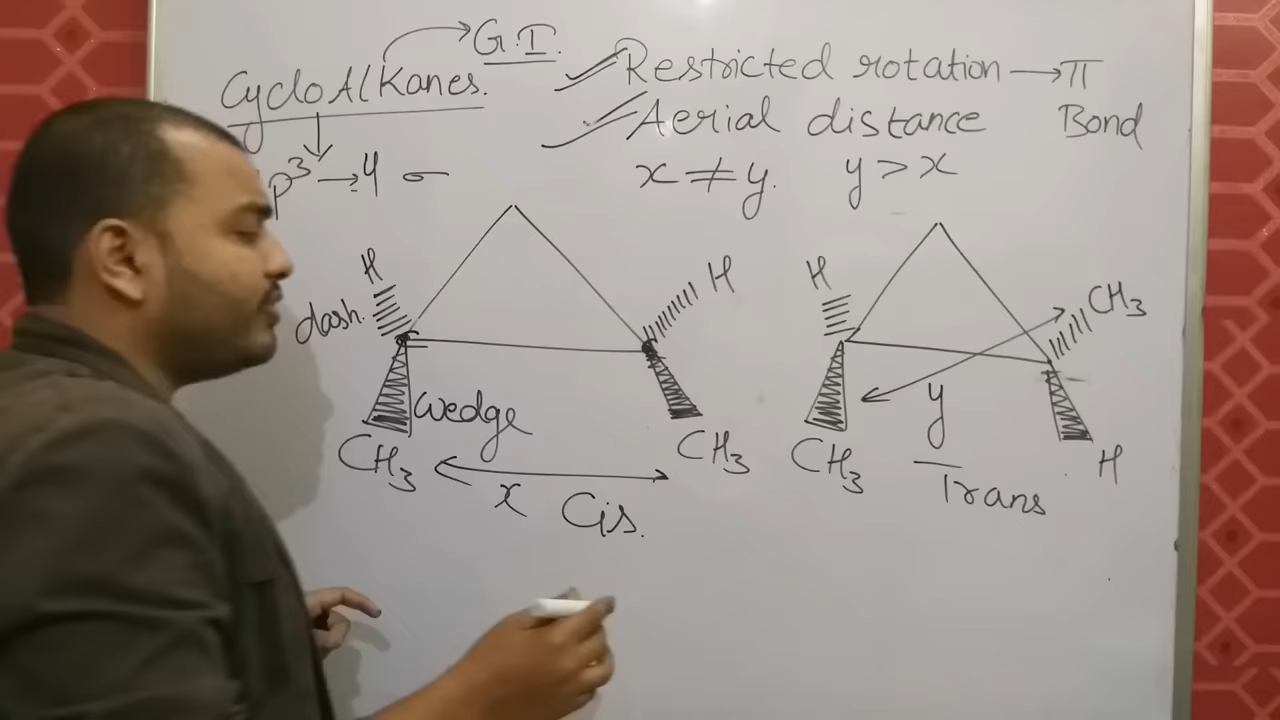 CycloAlKanes. → G.I.
Restricted rotation → π
Bond
Aerial distance
p³ → 4 σ
x ≠ y. y > x
H
dash.
H
wedge
CH₃
CH₃
x
Cis.
H
CH₃
CH₃
y
H
Trans